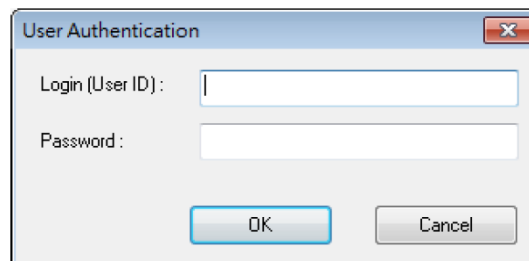 User Authentication
Login (User ID) :
Password :
OK Cancel